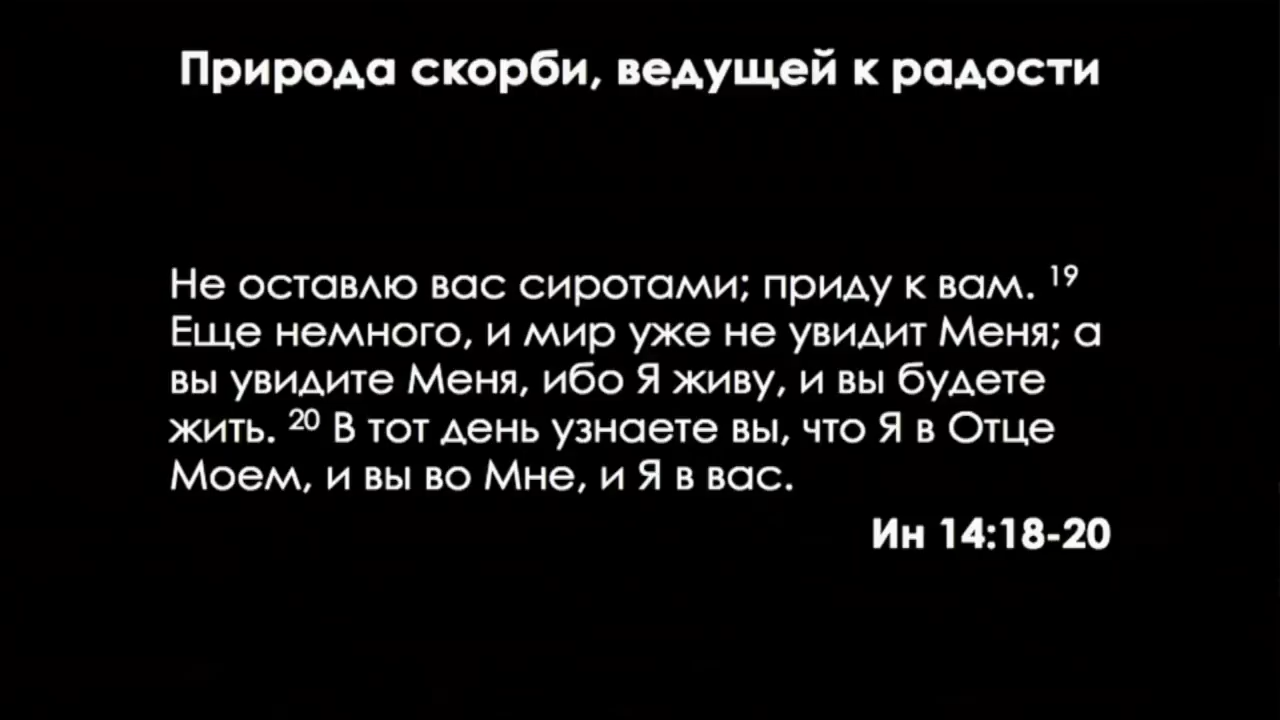 Природа скорби, ведущей к радости
Не оставлю вас сиротами; приду к вам. 19
Еще немного, и мир уже не увидит Меня; а
вы увидите Меня, ибо Я живу, и вы будете
жить. 20 В тот день узнаете вы, что Я в Отце
Моем, и вы во Мне, и Я в вас.
Ин 14:18-20